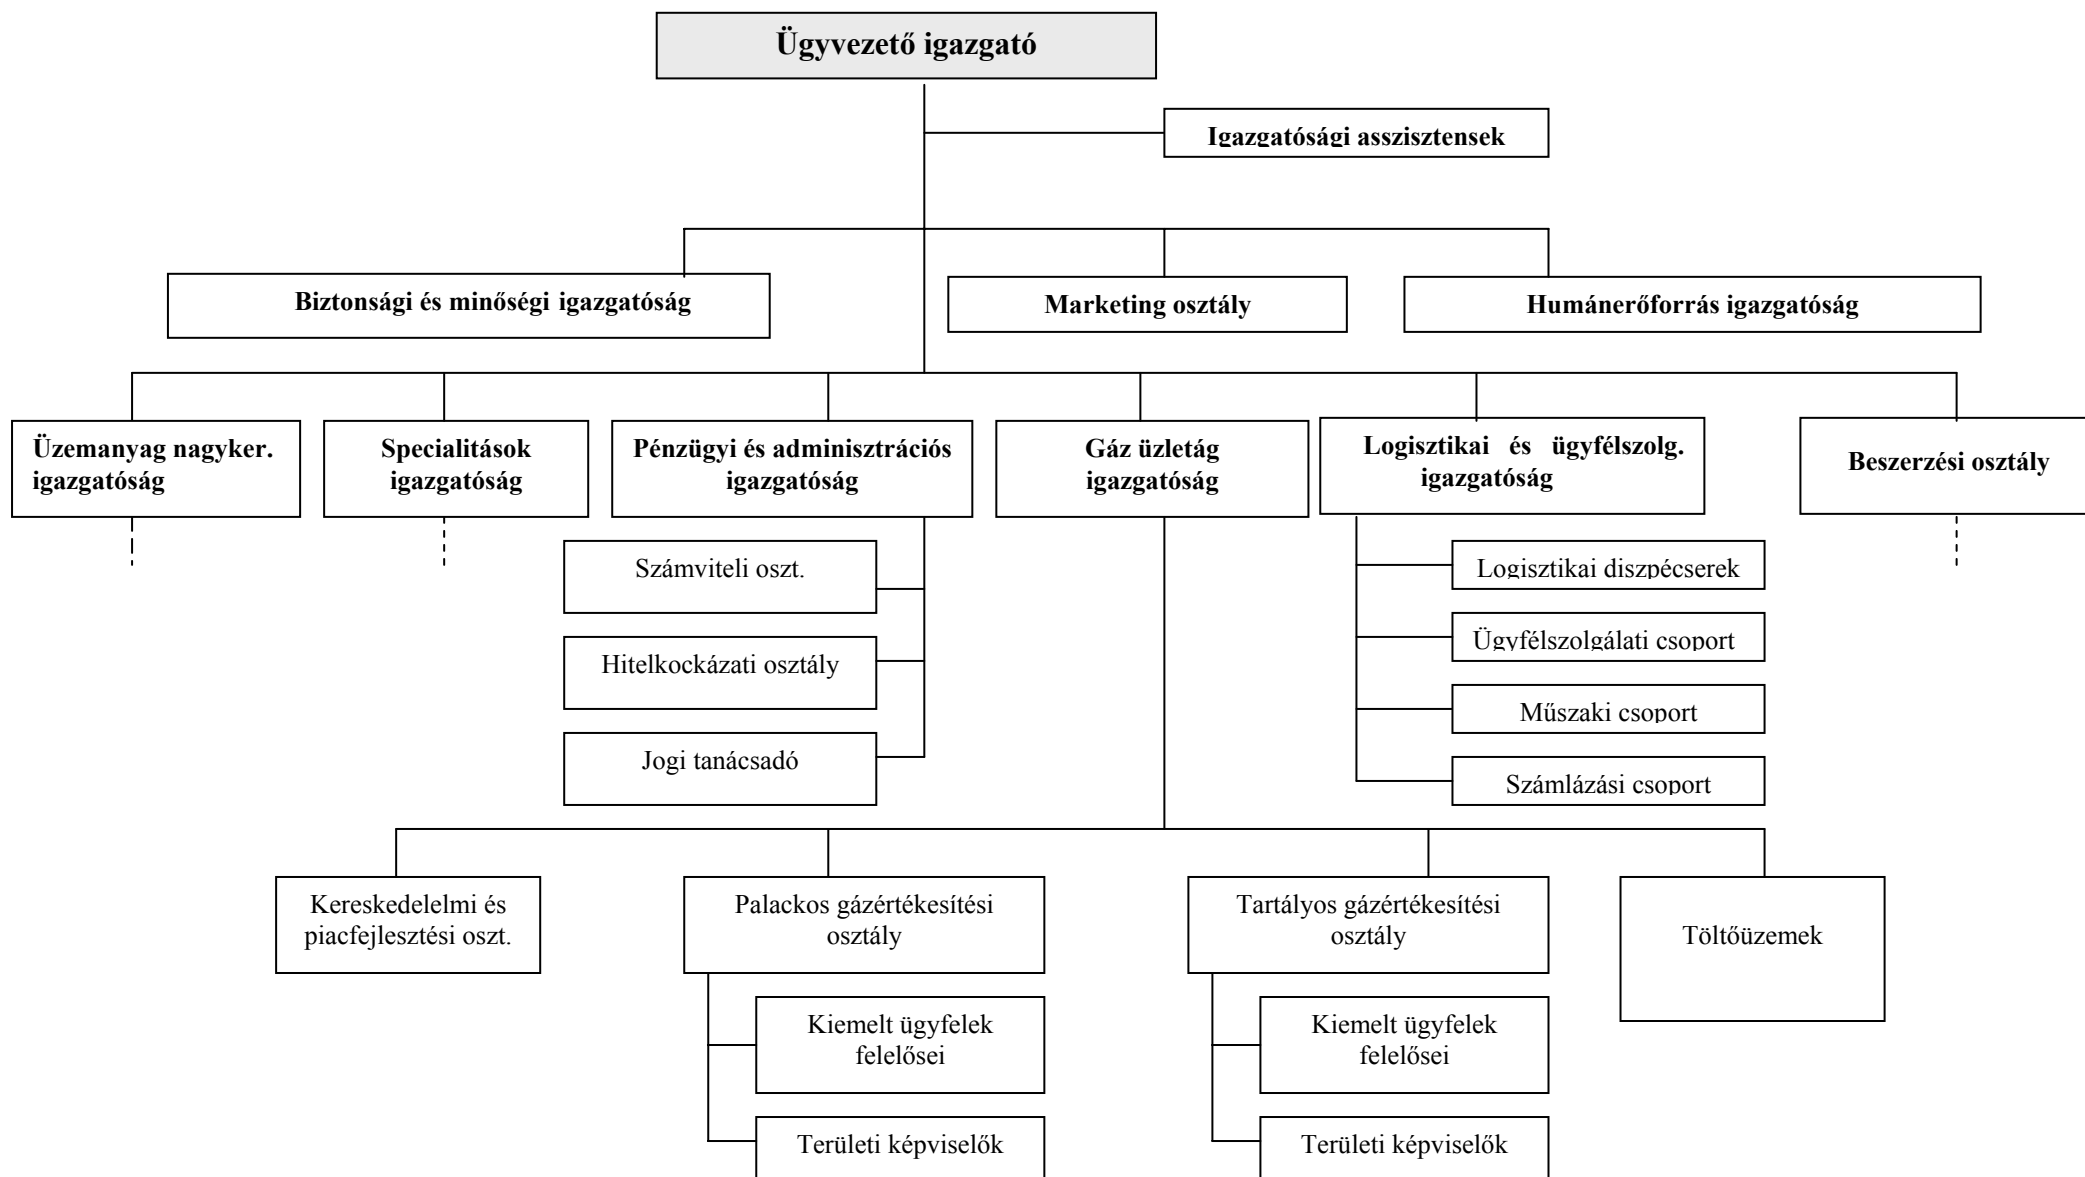 Ügyvezető igazgató
Igazgatósági asszisztensek
Biztonsági és minőségi igazgatóság
Marketing osztály
Humánerőforrás igazgatóság
Üzemanyag nagyker.
igazgatóság
Specialitások
igazgatóság
Pénzügyi és adminisztrációs
igazgatóság
Gáz üzletág
igazgatóság
Logisztikai és ügyfélszolg.
igazgatóság
Beszerzési osztály
Számviteli oszt.
Hitelkockázati osztály
Jogi tanácsadó
Logisztikai diszpécserek
Ügyfélszolgálati csoport
Műszaki csoport
Számlázási csoport
Kereskedelelmi és
piacfejlesztési oszt.
Palackos gázértékesítési
osztály
Kiemelt ügyfelek
felelősei
Területi képviselők
Tartályos gázértékesítési
osztály
Kiemelt ügyfelek
felelősei
Területi képviselők
Töltőüzemek